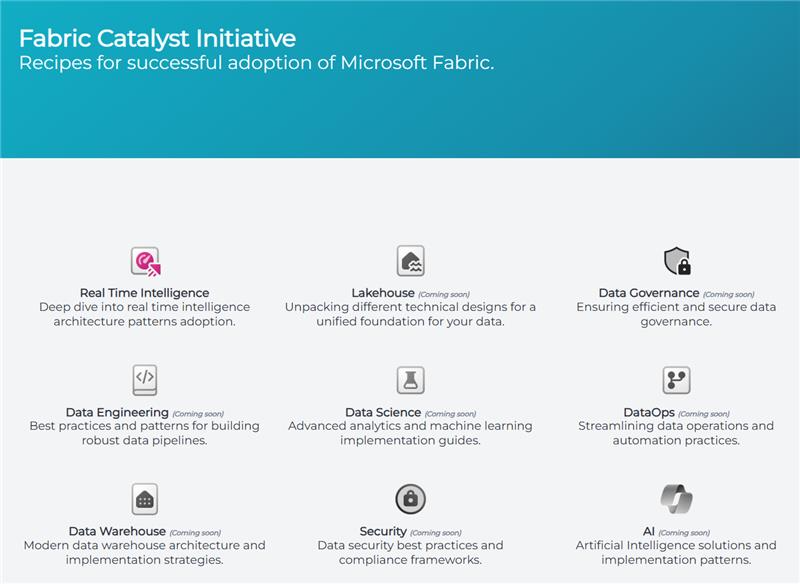 Fabric Catalyst Initiative
Recipes for successful adoption of Microsoft Fabric.
Real Time Intelligence
Deep dive into real time intelligence
architecture patterns adoption.
Lakehouse (Coming soon)
Unpacking different technical designs for a
unified foundation for your data.
Data Governance (Coming soon)
Ensuring efficient and secure data
governance.
Data Engineering (Coming soon)
Best practices and patterns for building
robust data pipelines.
Data Science (Coming soon)
Advanced analytics and machine learning
implementation guides.
DataOps (Coming soon)
Streamlining data operations and
automation practices.
Data Warehouse (Coming soon)
Modern data warehouse architecture and
implementation strategies.
Security (Coming soon)
Data security best practices and
compliance frameworks.
AI (Coming soon)
Artificial Intelligence solutions and
implementation patterns.